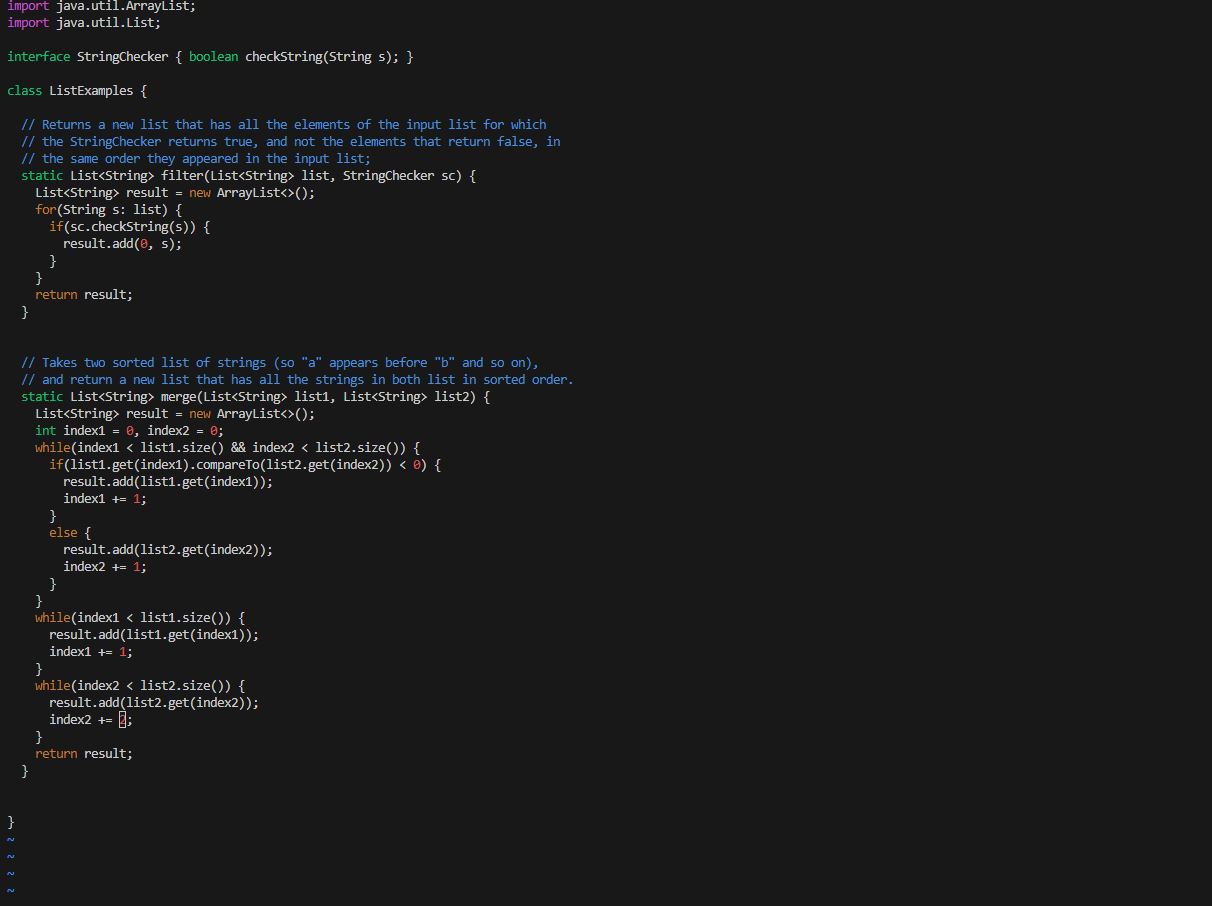 import java.util.ArrayList;
import java.util.List;

interface StringChecker { boolean checkString(String s); }

class ListExamples {

  // Returns a new list that has all the elements of the input list for which
  // the StringChecker returns true, and not the elements that return false, in
  // the same order they appeared in the input list;
  static List<String> filter(List<String> list, StringChecker sc) {
    List<String> result = new ArrayList<>();
    for(String s: list) {
      if(sc.checkString(s)) {
        result.add(0, s);
      }
    }
    return result;
  }


  // Takes two sorted list of strings (so "a" appears before "b" and so on),
  // and return a new list that has all the strings in both list in sorted order.
  static List<String> merge(List<String> list1, List<String> list2) {
    List<String> result = new ArrayList<>();
    int index1 = 0, index2 = 0;
    while(index1 < list1.size() && index2 < list2.size()) {
      if(list1.get(index1).compareTo(list2.get(index2)) < 0) {
        result.add(list1.get(index1));
        index1 += 1;
      }
      else {
        result.add(list2.get(index2));
        index2 += 1;
      }
    }
    while(index1 < list1.size()) {
      result.add(list1.get(index1));
      index1 += 1;
    }
    while(index2 < list2.size()) {
      result.add(list2.get(index2));
      index2 += 2;
    }
    return result;
  }


}
~
~
~
~